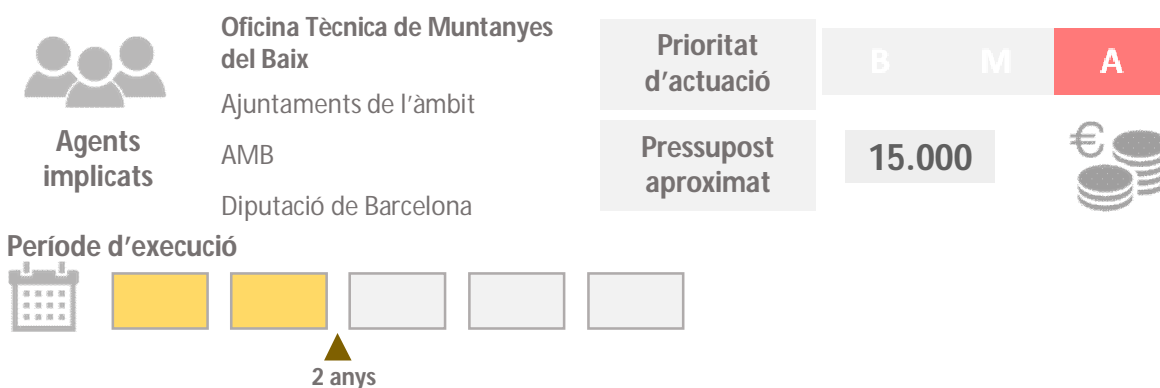 Oficina Tècnica de Muntanyes
del Baix
Ajuntaments de l'àmbit
AMB
Diputació de Barcelona
Agents
implicats
Prioritat
d'actuació
B M A
Pressupost
aproximat
15.000
€
Període d'execució
2 anys